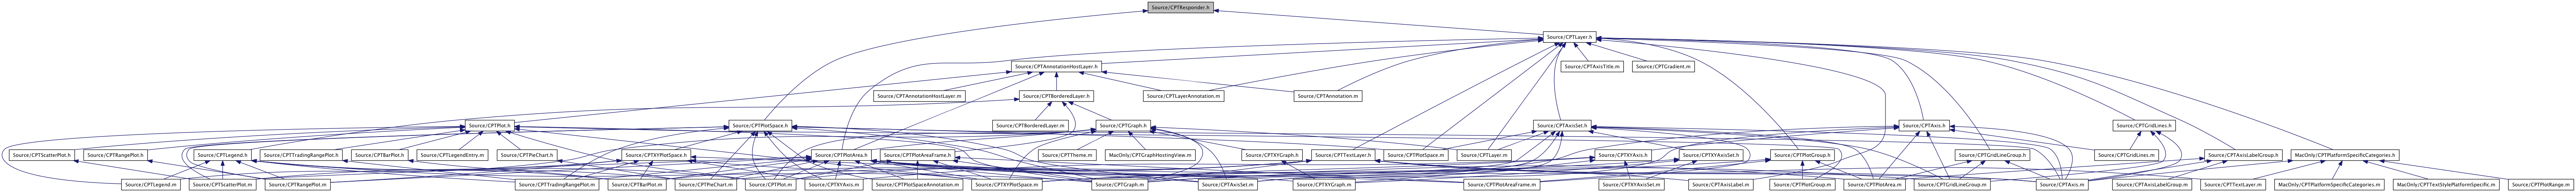 Source/CPTResponder.h
Source/CPTLayer.h
Source/CPTAnnotationHostLayer.h
Source/CPTAxisTitle.m
Source/CPTGradient.m
Source/CPTAnnotationHostLayer.m
Source/CPTBorderedLayer.h
Source/CPTLayerAnnotation.m
Source/CPTAnnotation.m
Source/CPTPlot.h
Source/CPTPlotSpace.h
Source/CPTBorderedLayer.m
Source/CPTGraph.h
Source/CPTAxisSet.h
Source/CPTAxis.h
Source/CPTGridLines.h
Source/CPTScatterPlot.h
Source/CPTRangePlot.h
Source/CPTLegend.h
Source/CPTTradingRangePlot.h
Source/CPTBarPlot.h
Source/CPTLegendEntry.m
Source/CPTPieChart.h
Source/CPTXYPlotSpace.h
Source/CPTPlotArea.h
Source/CPTPlotAreaFrame.h
Source/CPTTheme.m
MacOnly/CPTGraphHostingView.m
Source/CPTXYGraph.h
Source/CPTTextLayer.h
Source/CPTPlotSpace.m
Source/CPTLayer.m
Source/CPTXYAxis.h
Source/CPTXYAxisSet.h
Source/CPTPlotGroup.h
Source/CPTGridLineGroup.h
Source/CPTGridLines.m
Source/CPTAxisLabelGroup.h
MacOnly/CPTPlatformSpecificCategories.h
Source/CPTLegend.m
Source/CPTScatterPlot.m
Source/CPTRangePlot.m
Source/CPTTradingRangePlot.m
Source/CPTBarPlot.m
Source/CPTPieChart.m
Source/CPTPlot.m
Source/CPTXYAxis.m
Source/CPTPlotSpaceAnnotation.m
Source/CPTXYPlotSpace.m
Source/CPTGraph.m
Source/CPTAxisSet.m
Source/CPTXYGraph.m
Source/CPTPlotAreaFrame.m
Source/CPTXYAxisSet.m
Source/CPTAxisLabel.m
Source/CPTPlotGroup.m
Source/CPTPlotArea.m
Source/CPTGridLineGroup.m
Source/CPTAxis.m
Source/CPTAxisLabelGroup.m
Source/CPTTextLayer.m
MacOnly/CPTPlatformSpecificCategories.m
MacOnly/CPTTextStylePlatformSpecific.m
Source/CPTPlotRange.m